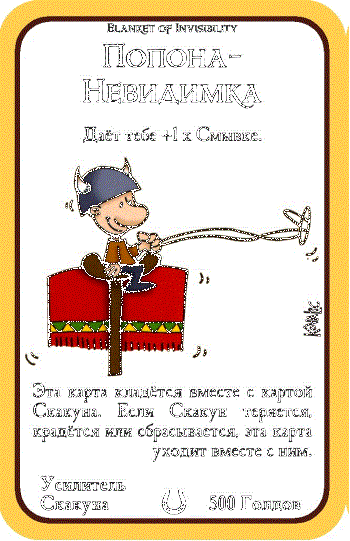 Blanket of Invisibility
Попона-
Невидимка
Даёт тебе +1 к Смывке.
Эта карта кладётся вместе с картой
Скакуна. Если Скакун теряется,
крадётся или сбрасывается, эта карта
уходит вместе с ним.
Усилитель
Скакуна 500 Голдов